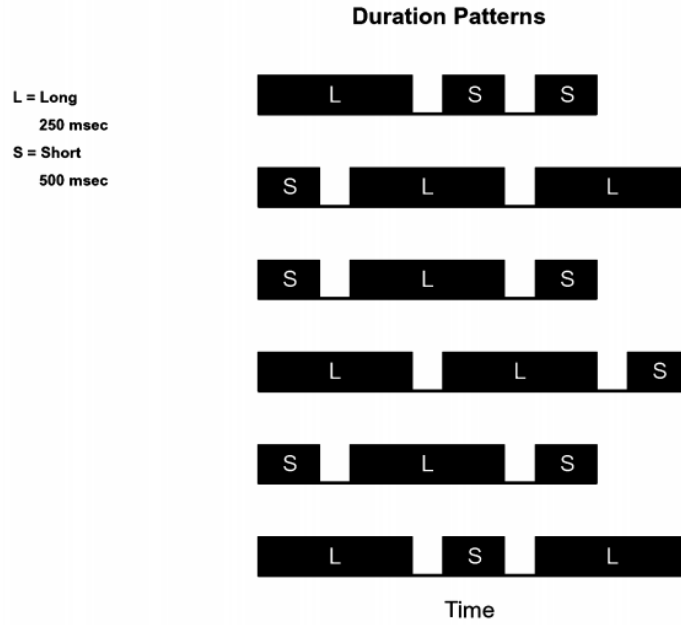 Duration Patterns
L = Long
250 msec
S = Short
500 msec
L S S
S L L
S L S
L L S
S L S
L S L
Time